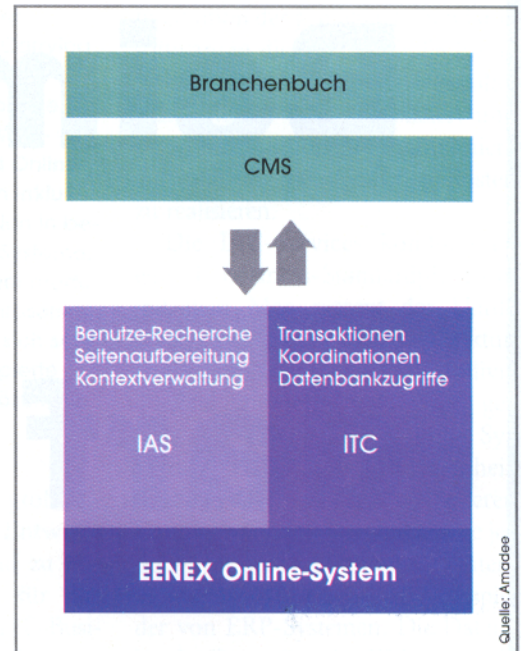 Branchenbuch
CMS
Benutze-Recherche
Seitenaufbereitung
Kontextverwaltung
IAS
Transaktionen
Koordinationen
Datenbankzugriffe
ITC
EENEX Online-System
Quelle: Amadee